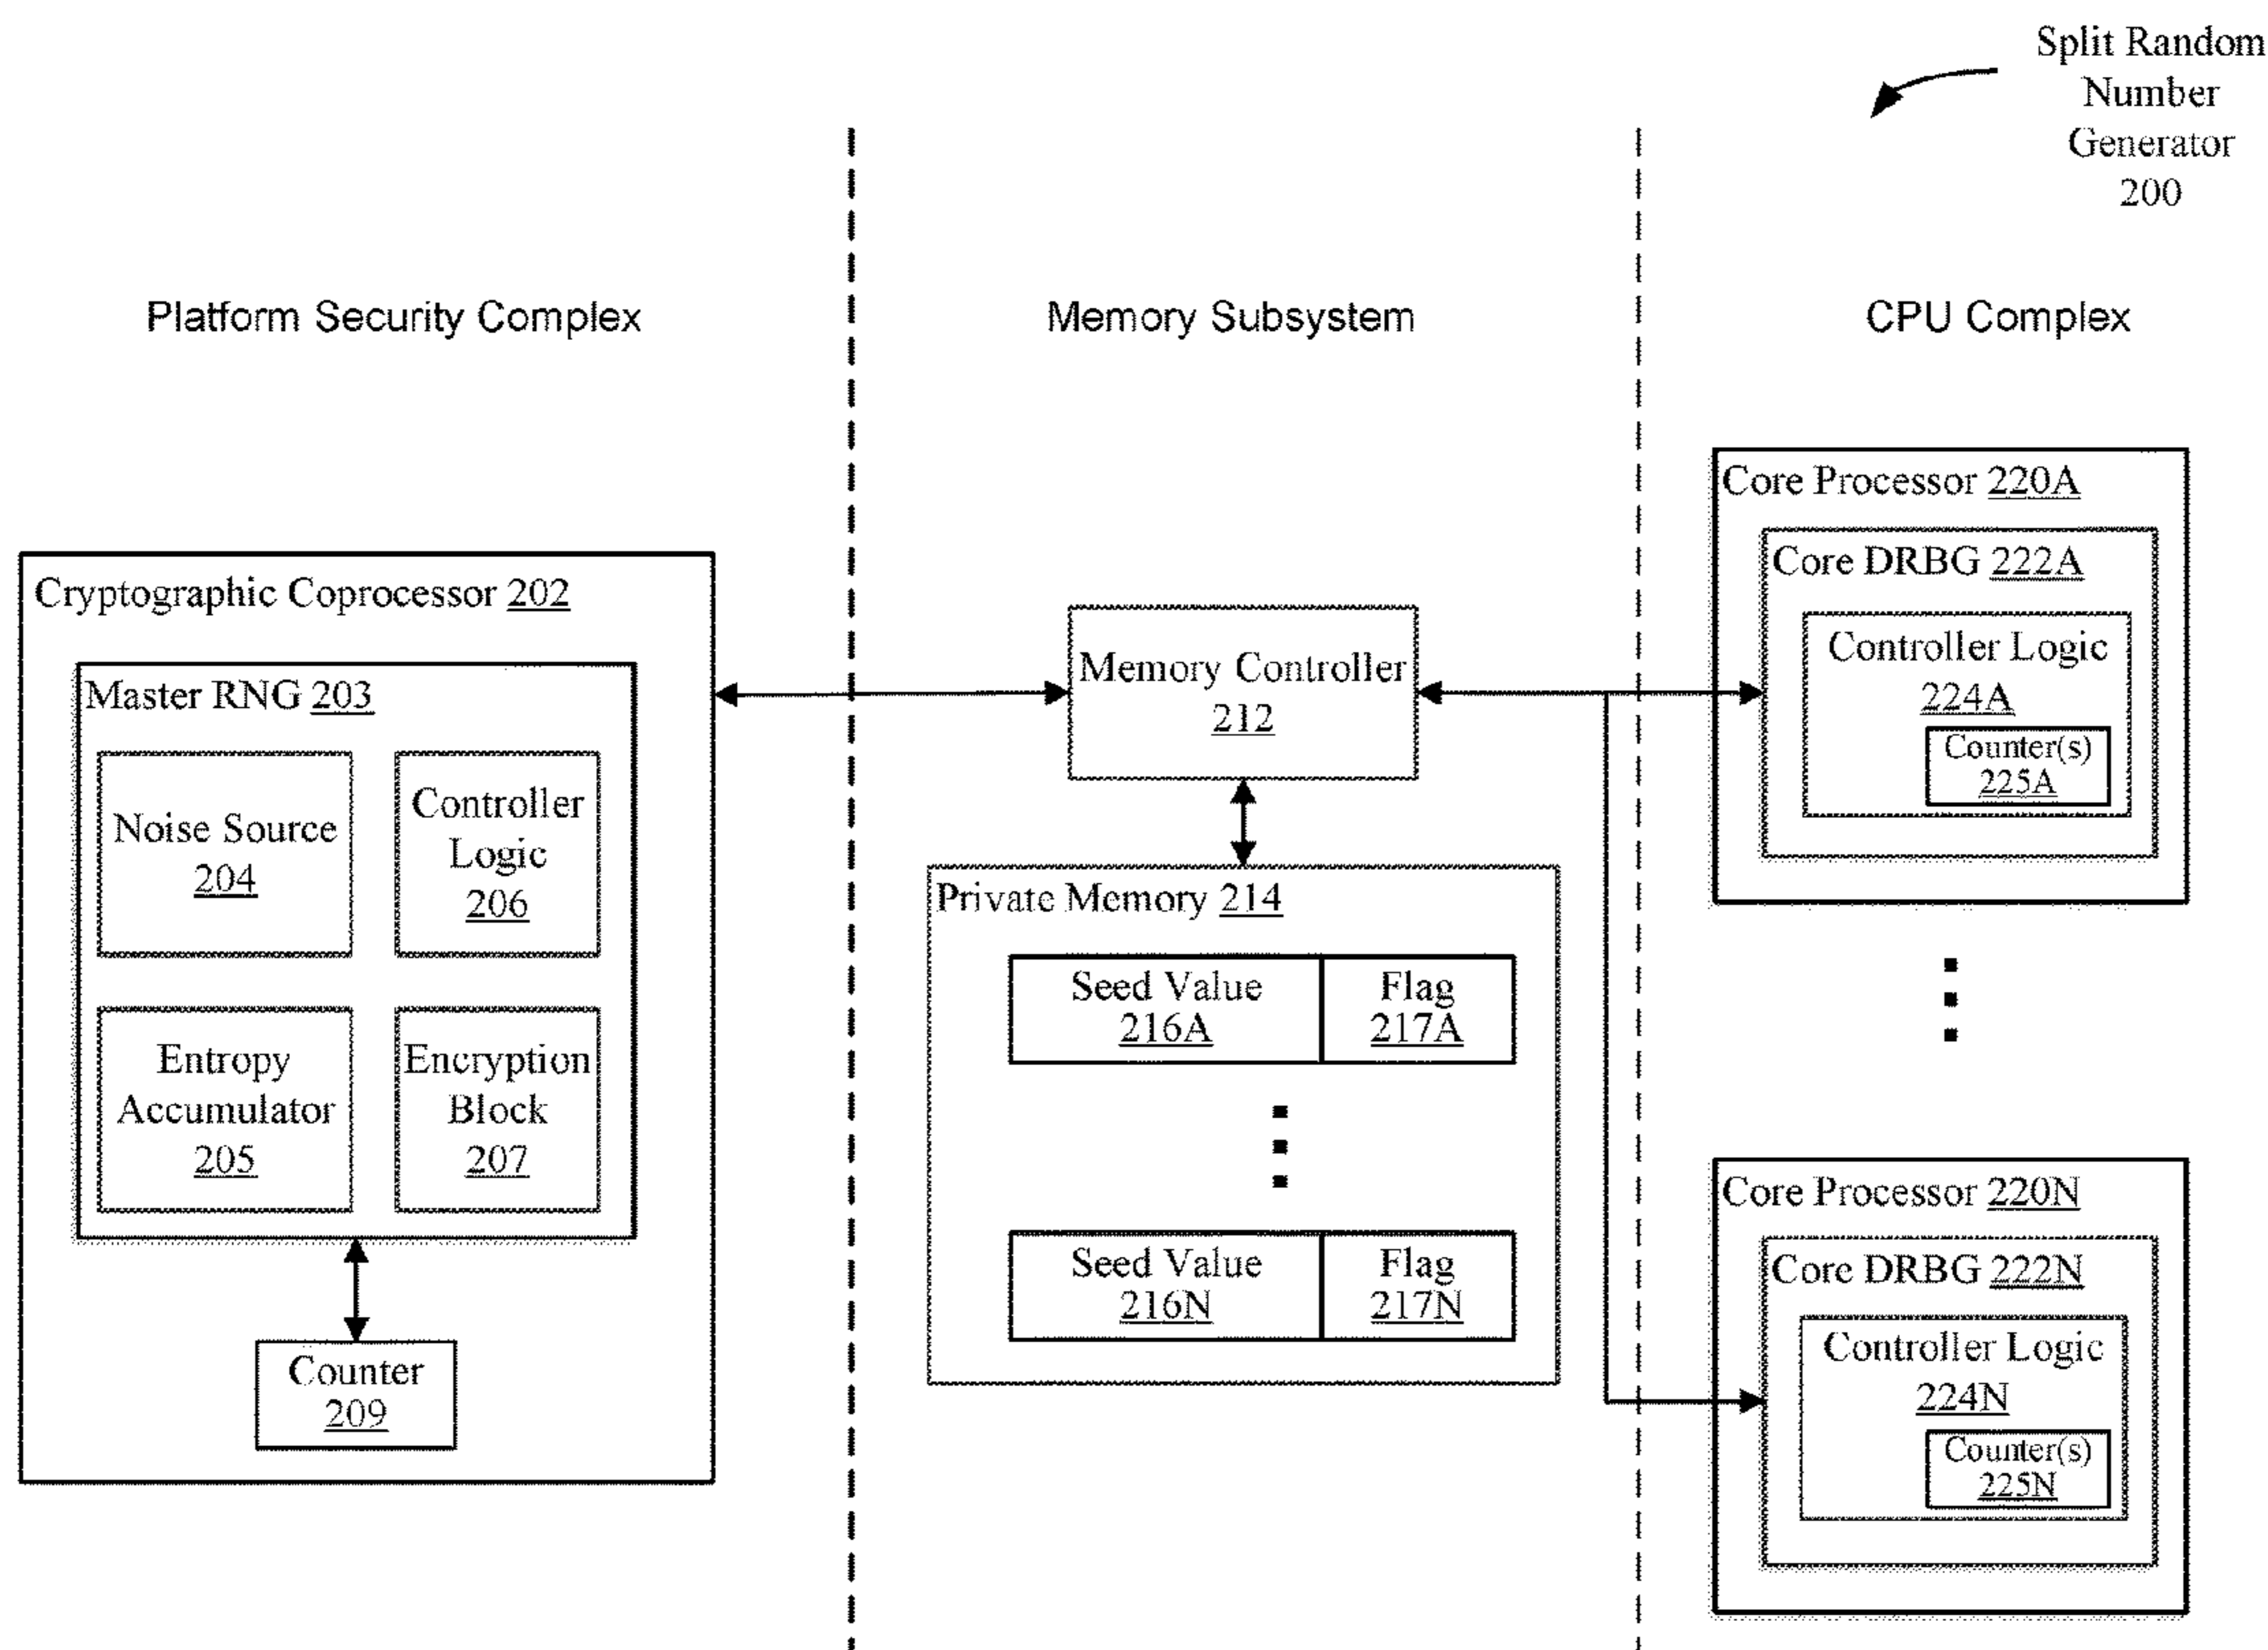 Split Random
Number
Generator
200
Platform Security Complex
Memory Subsystem
CPU Complex
Cryptographic Coprocessor 202
Master RNG 203
Noise Source
204
Controller
Logic
206
Entropy
Accumulator
205
Encryption
Block
207
Counter
209
Memory Controller
212
Private Memory 214
Seed Value
216A
Flag
217A
Seed Value
216N
Flag
217N
Core Processor 220A
Core DRBG 222A
Controller Logic
224A
Counter(s)
225A
Core Processor 220N
Core DRBG 222N
Controller Logic
224N
Counter(s)
225N